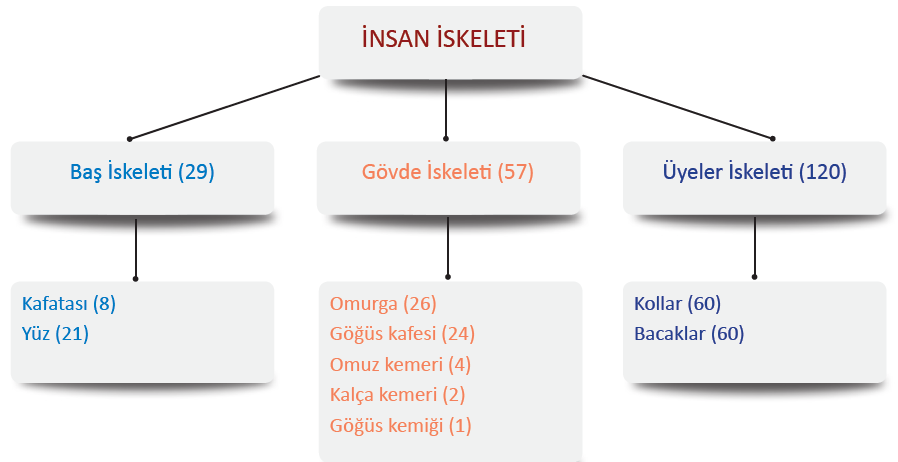 İNSAN İSKELETİ
Baş İskeleti (29)
Gövde İskeleti (57)
Üyeler İskeleti (120)
Kafatası (8)
Yüz (21)
Omurga (26)
Göğüs kafesi (24)
Omuz kemeri (4)
Kalça kemeri (2)
Göğüs kemiği (1)
Kollar (60)
Bacaklar (60)